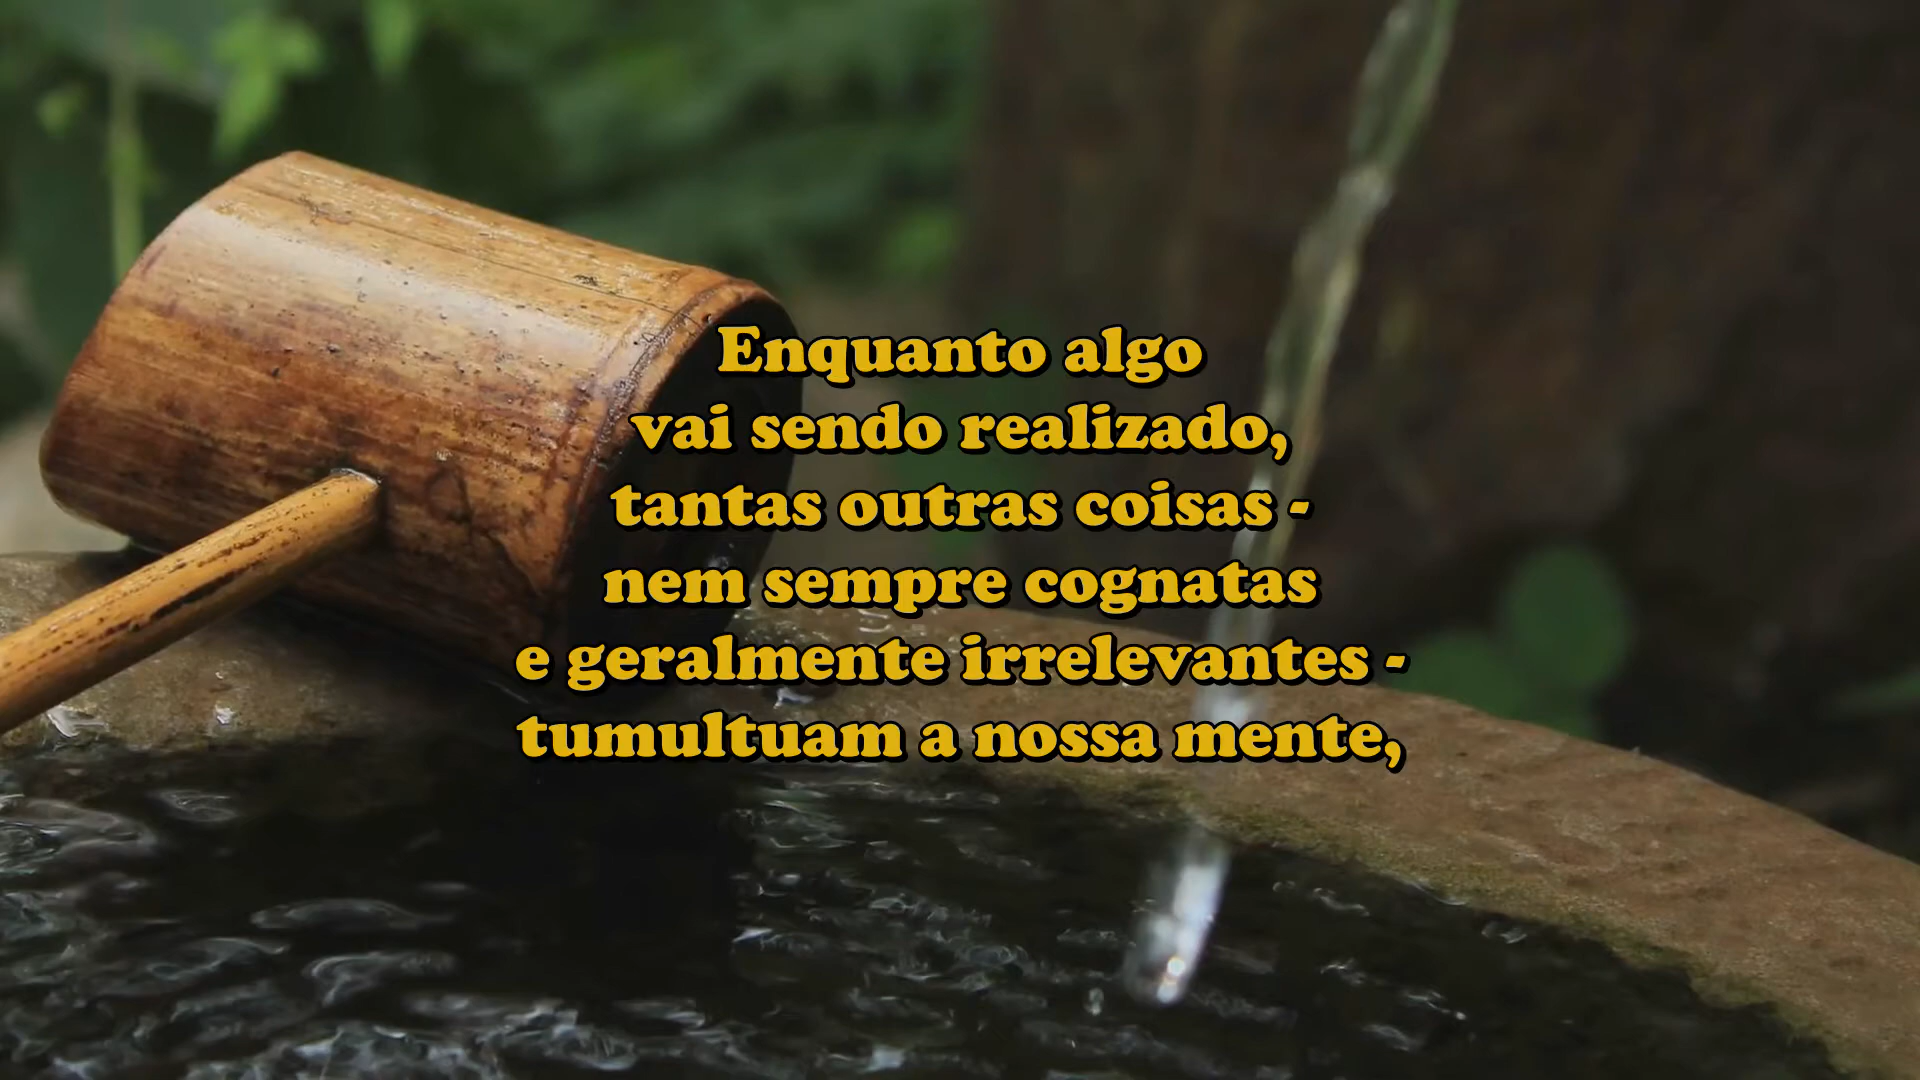 Enquanto algo
vai sendo realizado,
tantas outras coisas -
nem sempre cognatas
e geralmente irrelevantes -
tumultuam a nossa mente,